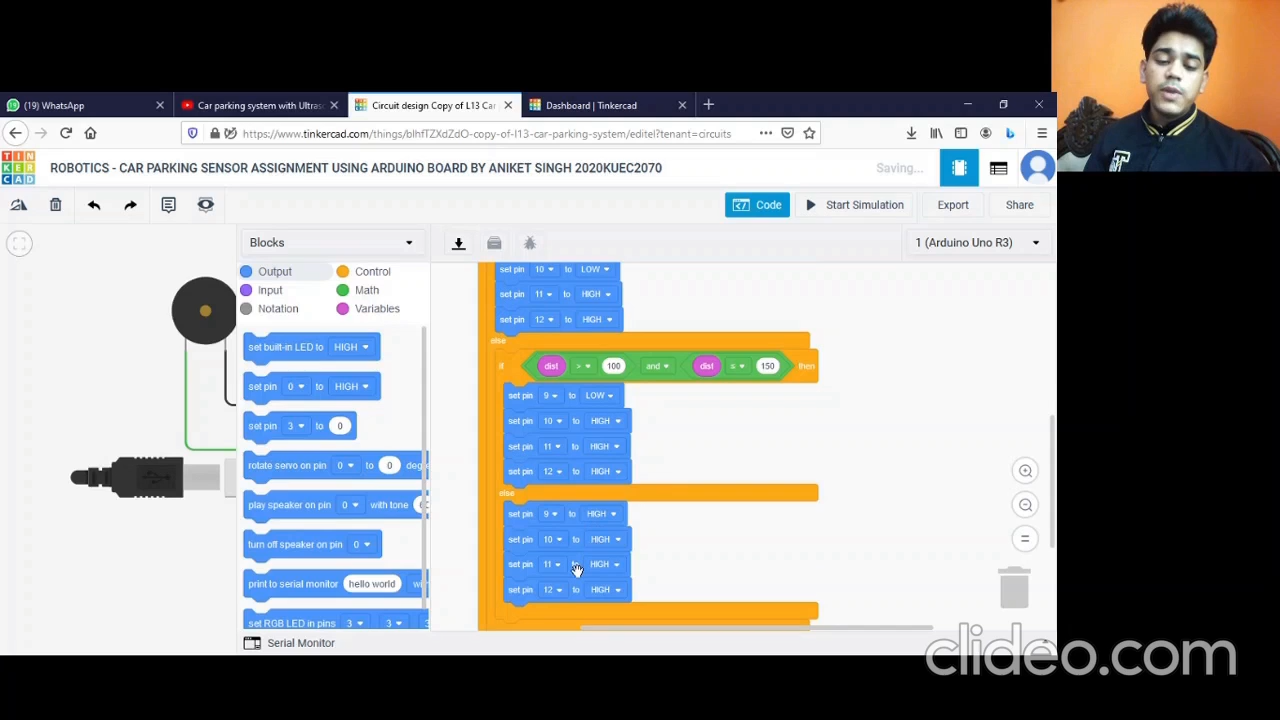 (19) WhatsApp
Car parking system with Ultras
Circuit design Copy of L13 Car
Dashboard | Tinkercad
https://www.tinkercad.com/things/blhfTZXdZdO-copy-of-l13-car-parking-system/editel?tenant=circuits
TIN
KER
CAD
ROBOTICS - CAR PARKING SENSOR ASSIGNMENT USING ARDUINO BOARD BY ANIKET SINGH 2020KUEC2070
Saving...
Code
Start Simulation
Export
Share
Blocks
1 (Arduino Uno R3)
Output
Control
Input
Math
Notation
Variables
set built-in LED to HIGH
set pin 0 to HIGH
set pin 3 to 0
rotate servo on pin 0 to 0 deg
play speaker on pin 0 with tone
turn off speaker on pin 0
print to serial monitor hello world wi
set RGB LED in pins 3 3 3
set pin 10 to LOW
set pin 11 to HIGH
set pin 12 to HIGH
else
if dist > 100 and dist ≤ 150 then
set pin 9 to LOW
set pin 10 to HIGH
set pin 11 to HIGH
set pin 12 to HIGH
else
set pin 9 to HIGH
set pin 10 to HIGH
set pin 11 to HIGH
set pin 12 to HIGH
Serial Monitor
clideo.com